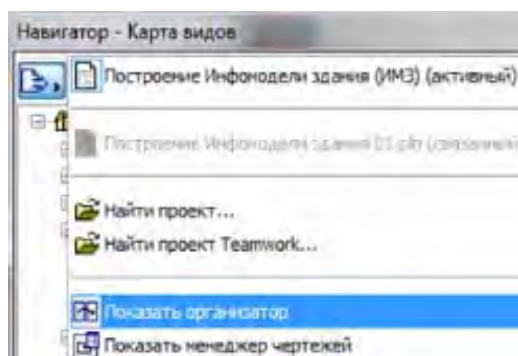 Навигатор - Карта видов
Построение Инфомодели здания (ИМЗ) (активный)
Построение Инфомодели здания 01.pln (связанный
Найти проект...
Найти проект Teamwork...
Показать организатор
Показать менеджер чертежей